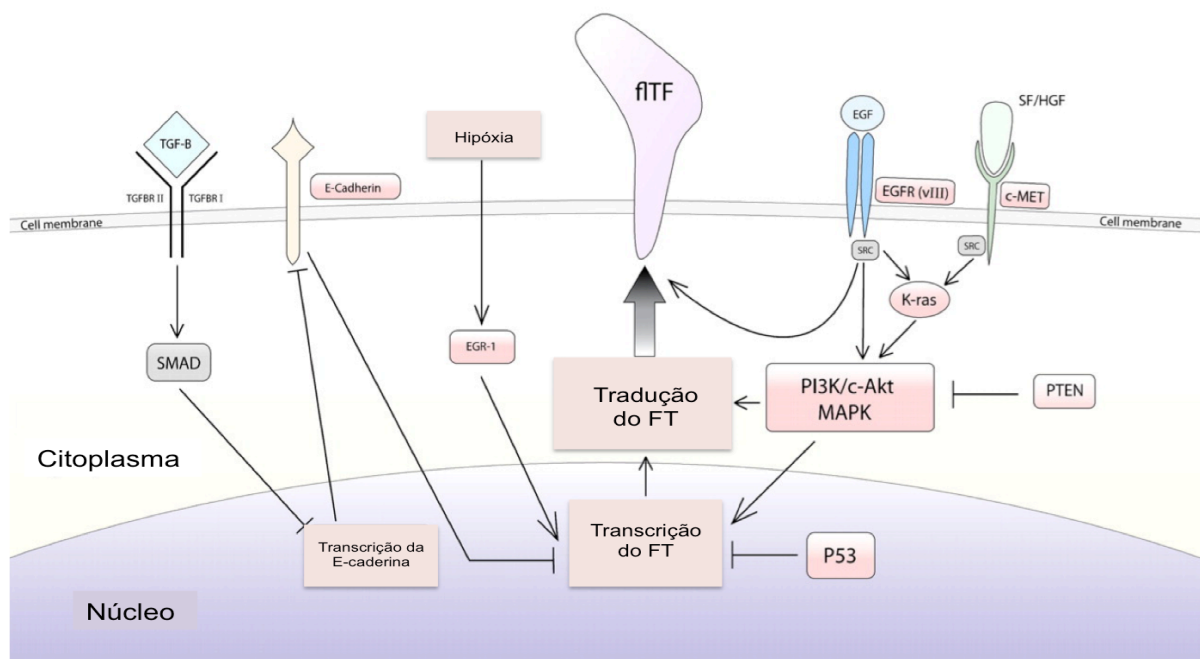 flTF
SF/HGF
EGF
TGF-B
Hipóxia
E-Cadherin
TGFBR II
TGFBR I
EGFR (vIII)
c-MET
Cell membrane
Cell membrane
SRC
SRC
K-ras
EGR-1
SMAD
Tradução
do FT
PI3K/c-Akt
MAPK
PTEN
Citoplasma
Transcrição da
E-caderina
Transcrição
do FT
P53
Núcleo